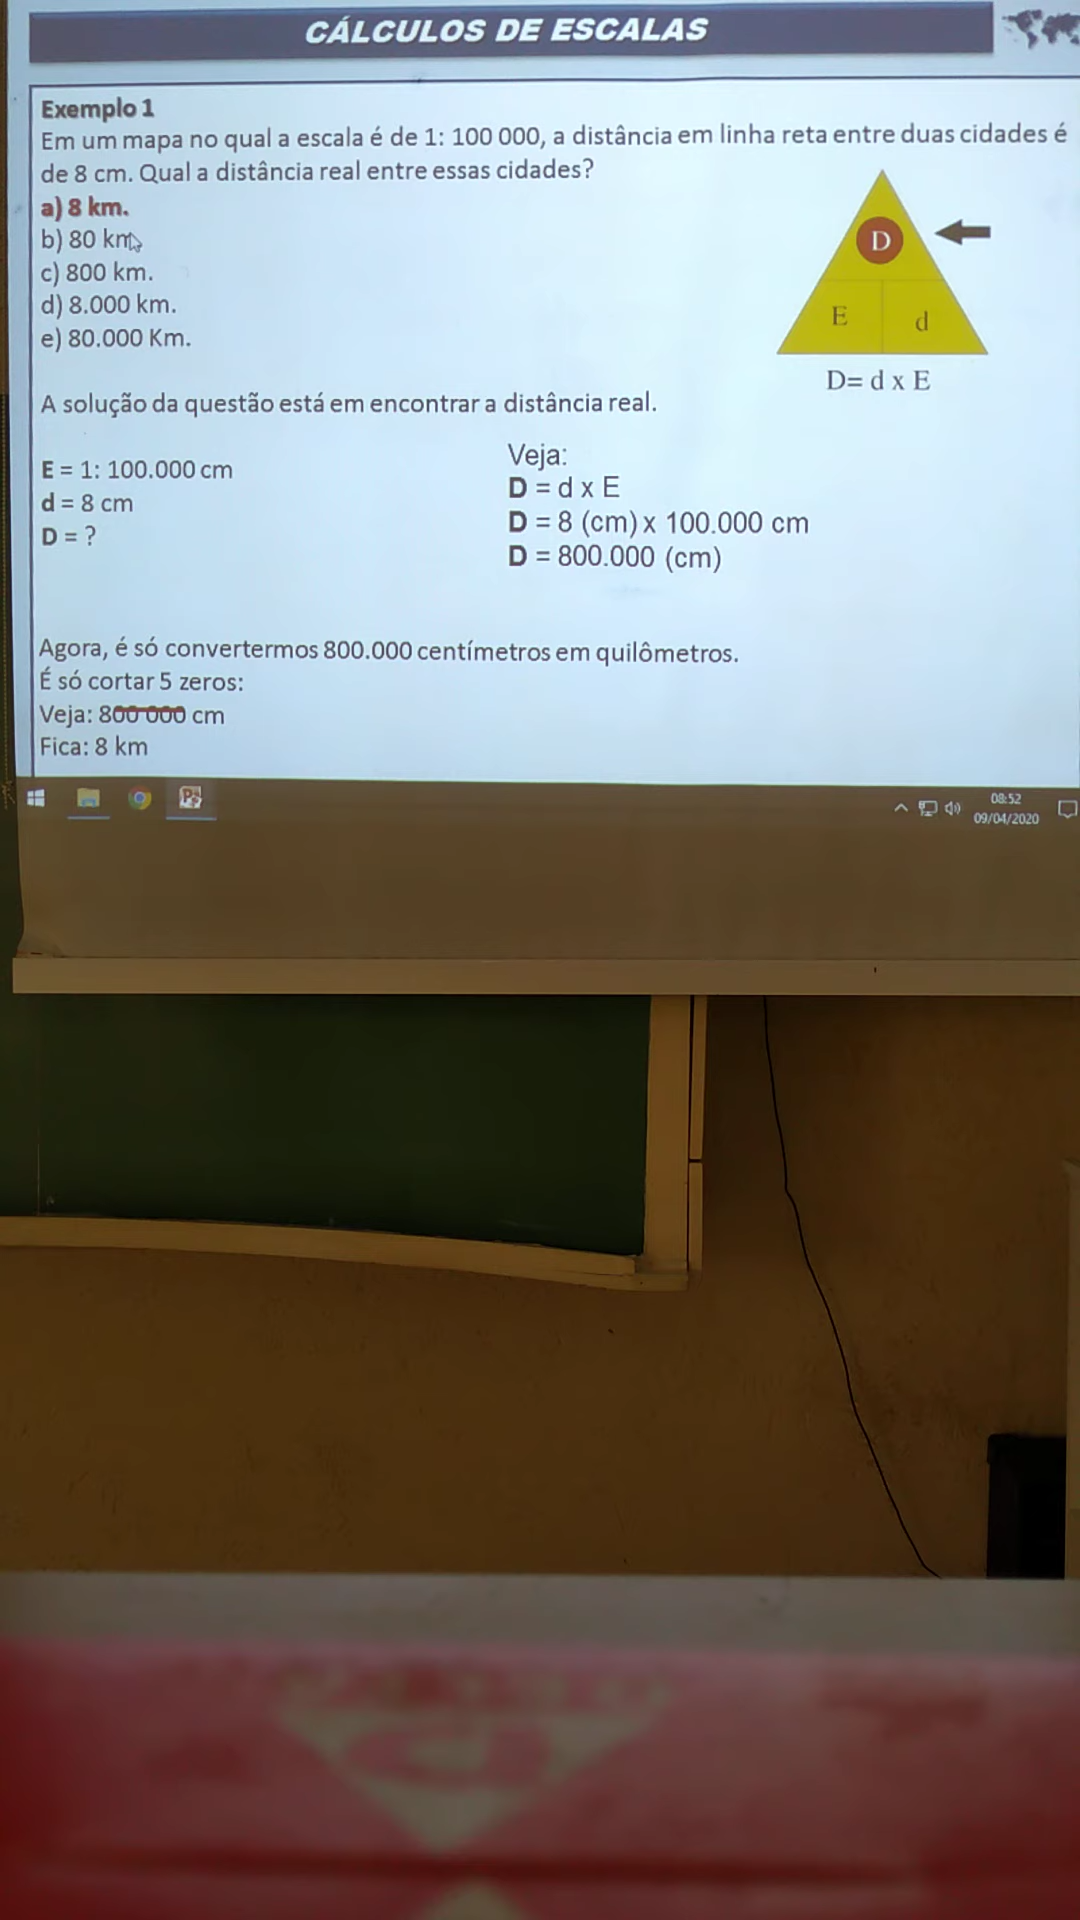 CÁLCULOS DE ESCALAS
Exemplo 1
Em um mapa no qual a escala é de 1: 100 000, a distância em linha reta entre duas cidades é
de 8 cm. Qual a distância real entre essas cidades?
a) 8 km.
b) 80 km
c) 800 km.
d) 8.000 km.
e) 80.000 Km.
D
E d
D= d x E
A solução da questão está em encontrar a distância real.
E = 1: 100.000 cm
d = 8 cm
D = ?
Veja:
D = d x E
D = 8 (cm) x 100.000 cm
D = 800.000 (cm)
Agora, é só convertermos 800.000 centímetros em quilômetros.
É só cortar 5 zeros:
Veja: 800 000 cm
Fica: 8 km
08:52
09/04/2020